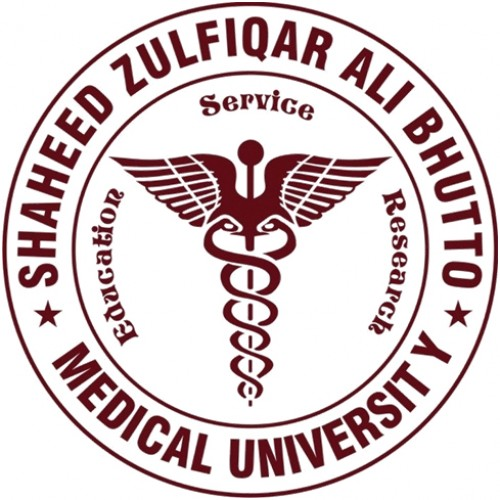 SHAHEED ZULFIQAR ALI BHUTTO
MEDICAL UNIVERSITY
Service
Education
Research